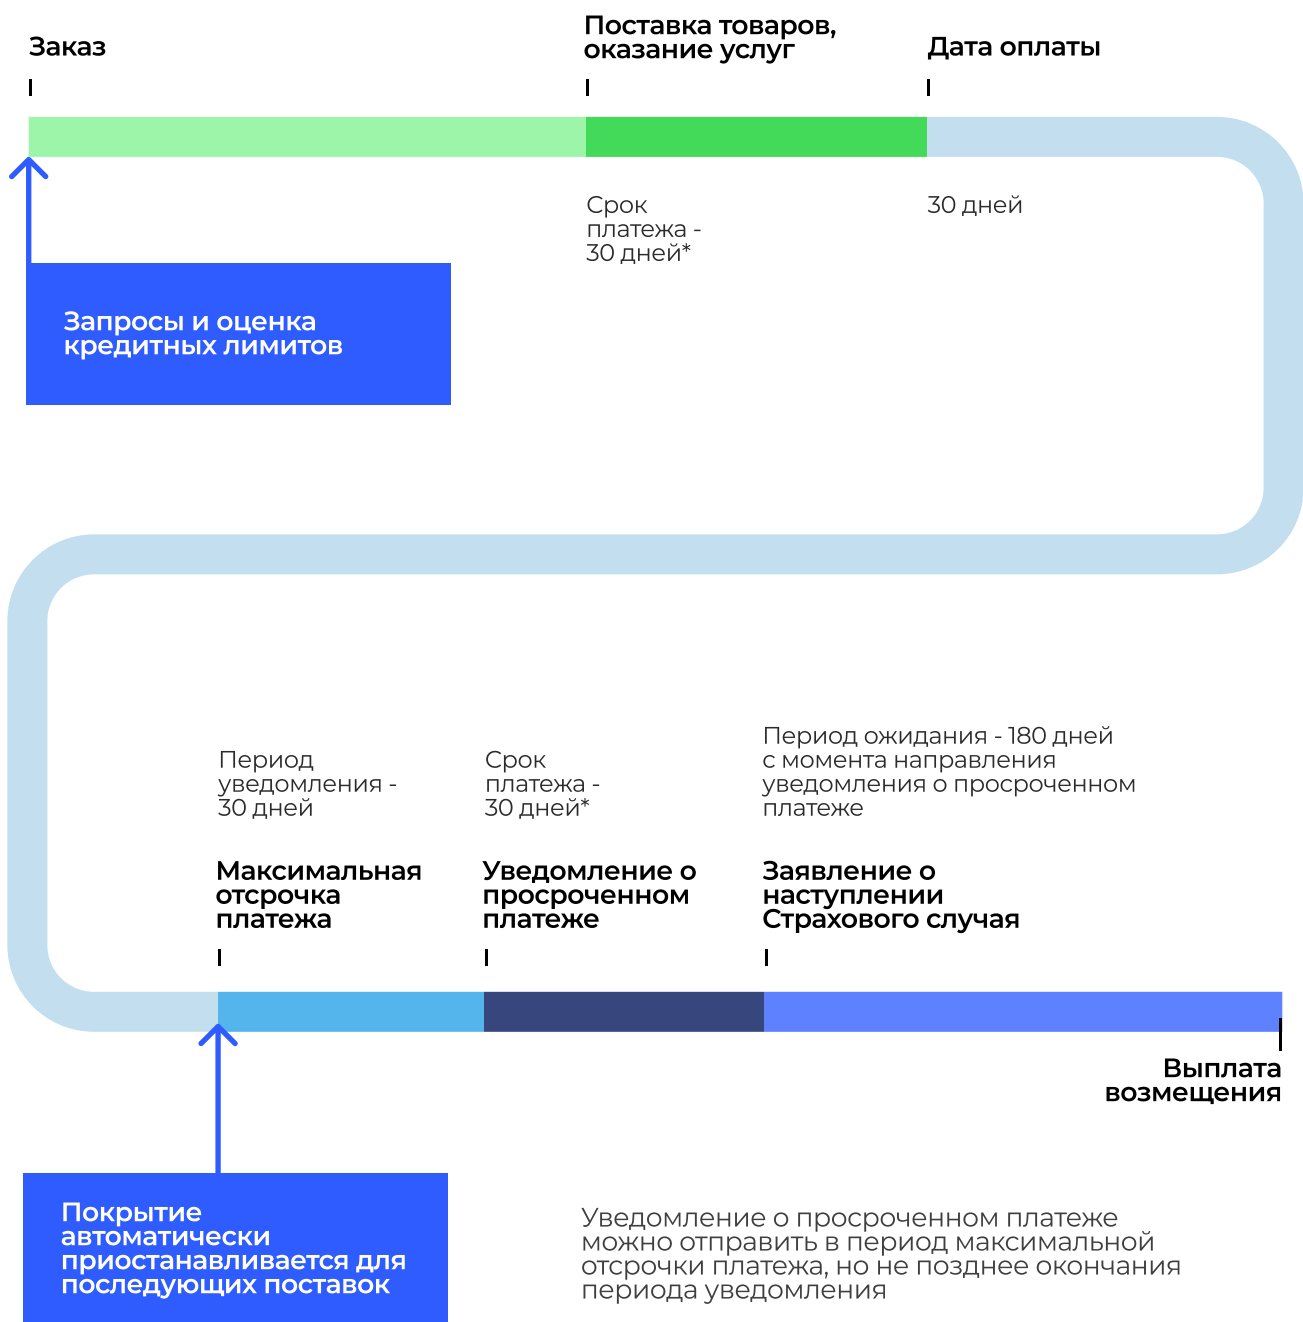 Заказ
Поставка товаров,
оказание услуг
Дата оплаты
Срок
платежа -
30 дней*
30 дней
Запросы и оценка
кредитных лимитов
Период
уведомления -
30 дней
Срок
платежа -
30 дней*
Период ожидания - 180 дней
с момента направления
уведомления о просроченном
платеже
Максимальная
отсрочка
платежа
Уведомление о
просроченном
платеже
Заявление о
наступлении
Страхового случая
Выплата
возмещения
Покрытие
автоматически
приостанавливается для
последующих поставок
Уведомление о просроченном платеже
можно отправить в период максимальной
отсрочки платежа, но не позднее окончания
периода уведомления